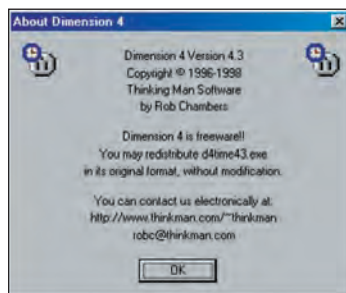 About Dimension 4
Dimension 4 Version 4.3
Copyright © 1996-1998
Thinking Man Software
by Rob Chambers
Dimension 4 is freeware!!
You may redistribute d4time43.exe
in its original format, without modification.
You can contact us electronically at:
http://www.thinkman.com/~thinkman
robc@thinkman.com
OK